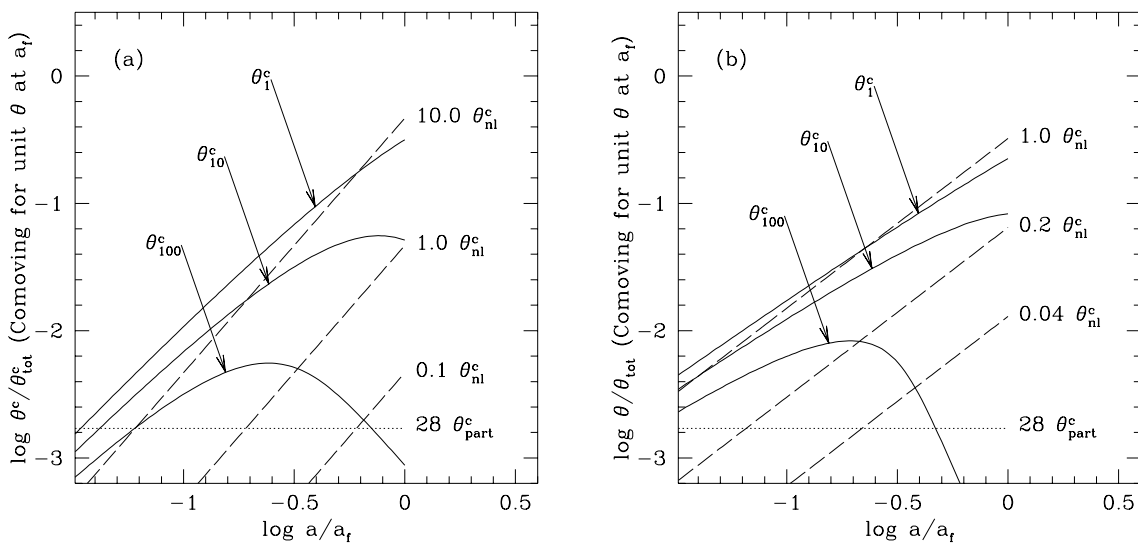 (a)
log θ^c/θ^c_tot (Comoving for unit θ at a_f)
0
−1
−2
−3
θ^c_1
θ^c_10
θ^c_100
10.0 θ^c_nl
1.0 θ^c_nl
0.1 θ^c_nl
28 θ^c_part
−1 −0.5 0 0.5
log a/a_f
(b)
log θ/θ_tot (Comoving for unit θ at a_f)
0
−1
−2
−3
θ^c_1
θ^c_10
θ^c_100
1.0 θ^c_nl
0.2 θ^c_nl
0.04 θ^c_nl
28 θ^c_part
−1 −0.5 0 0.5
log a/a_f